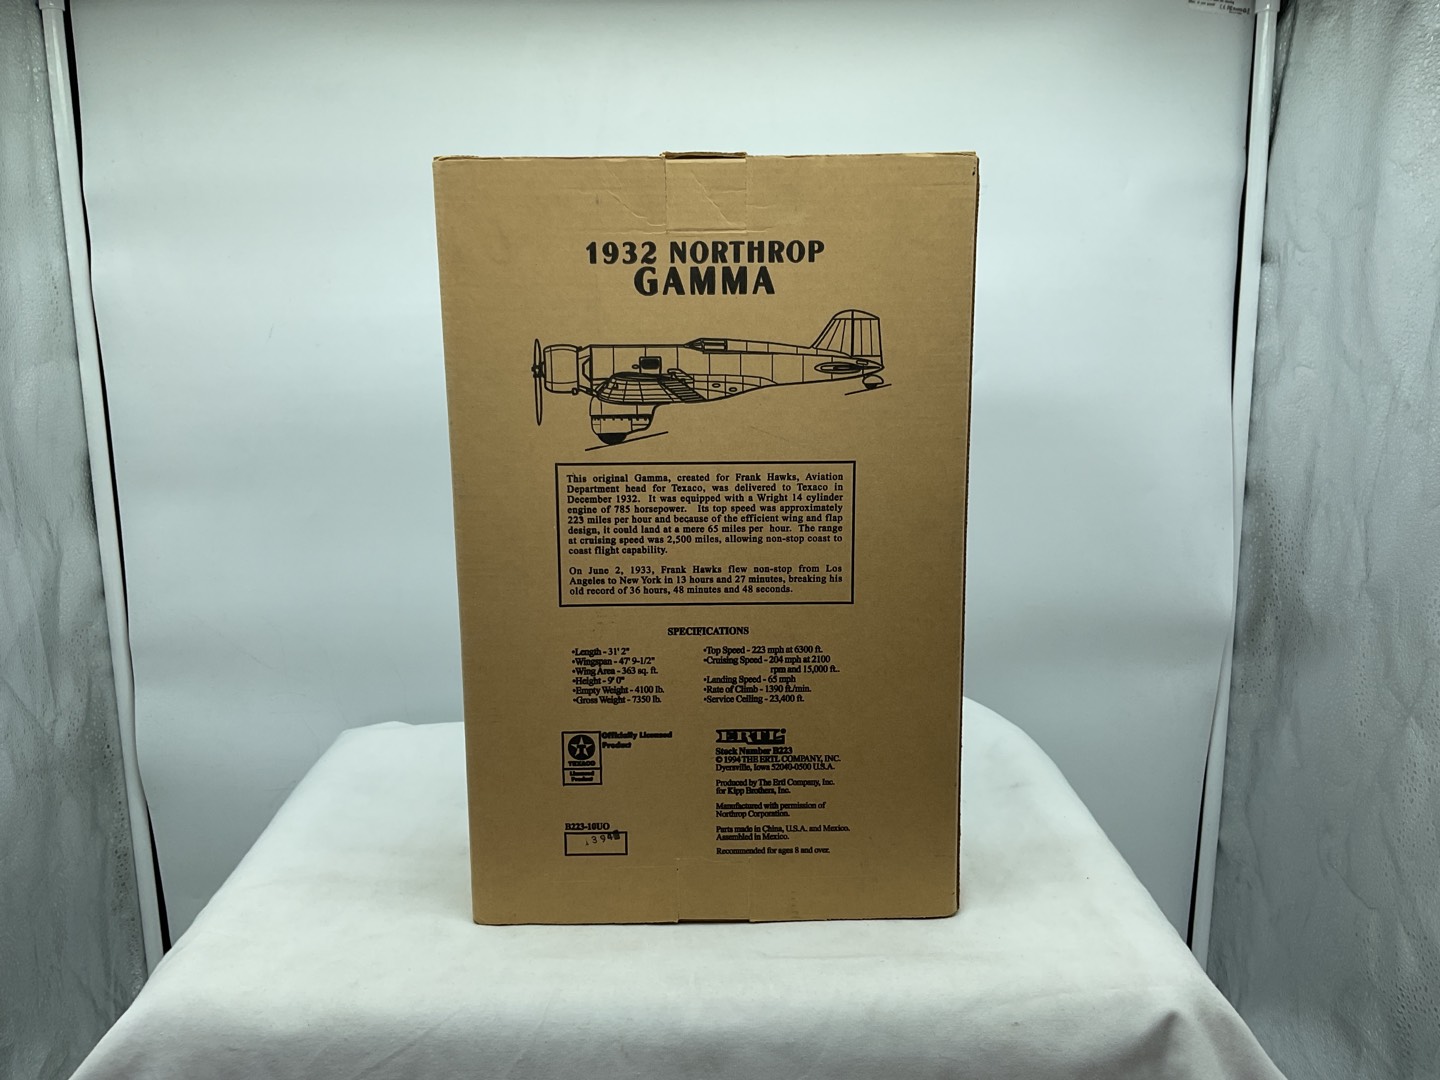 1932 NORTHROP
GAMMA
This original Gamma, created for Frank Hawks, Aviation
Department head for Texaco, was delivered to Texaco in
December 1932. It was equipped with a Wright 14 cylinder
engine of 785 horsepower. Its top speed was approximately
223 miles per hour and because of the efficient wing and flap
design, it could land at a mere 65 miles per hour. The range
at cruising speed was 2,500 miles, allowing non-stop coast to
coast flight capability.
On June 2, 1933, Frank Hawks flew non-stop from Los
Angeles to New York in 13 hours and 27 minutes, breaking his
old record of 36 hours, 48 minutes and 48 seconds.
SPECIFICATIONS
•Length - 31' 2"
•Wingspan - 47' 9-1/2"
•Wing Area - 363 sq. ft.
•Height - 9' 0"
•Empty Weight - 4100 lb.
•Gross Weight - 7350 lb.
•Top Speed - 223 mph at 6300 ft.
•Cruising Speed - 204 mph at 2100
rpm and 15,000 ft..
•Landing Speed - 65 mph
•Rate of Climb - 1390 ft./min.
•Service Ceiling - 23,400 ft.
Officially Licensed
Product
TEXACO
Licensed
Product
B223-10UO
ERTL
Stock Number B223
© 1994 THE ERTL COMPANY, INC.
Dyersville, Iowa 52040-0500 U.S.A.
Produced by The Ertl Company, Inc.
for Kipp Brothers, Inc.
Manufactured with permission of
Northrop Corporation.
Parts made in China, U.S.A. and Mexico.
Assembled in Mexico.
Recommended for ages 8 and over.